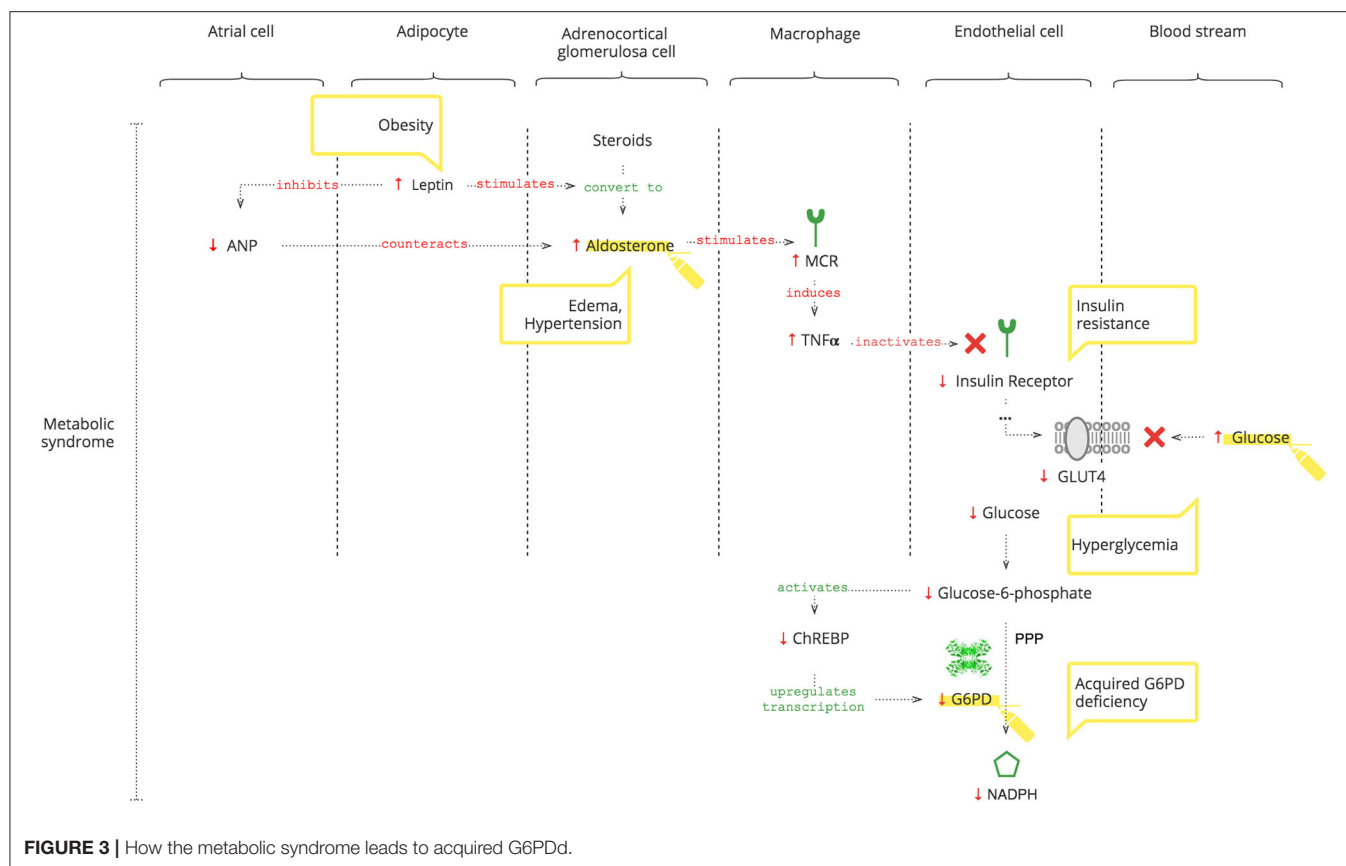 Atrial cell
Adipocyte
Adrenocortical
glomerulosa cell
Macrophage
Endothelial cell
Blood stream
Obesity
Steroids
inhibits
↑ Leptin
stimulates
convert to
↓ ANP
counteracts
↑ Aldosterone
stimulates
↑ MCR
Edema,
Hypertension
induces
Insulin
resistance
↑ TNFα
inactivates
↓ Insulin Receptor
...
Metabolic
syndrome
↑ Glucose
↓ GLUT4
↓ Glucose
Hyperglycemia
activates
↓ Glucose-6-phosphate
↓ ChREBP
PPP
upregulates
transcription
↓ G6PD
Acquired G6PD
deficiency
↓ NADPH
FIGURE 3 | How the metabolic syndrome leads to acquired G6PDd.